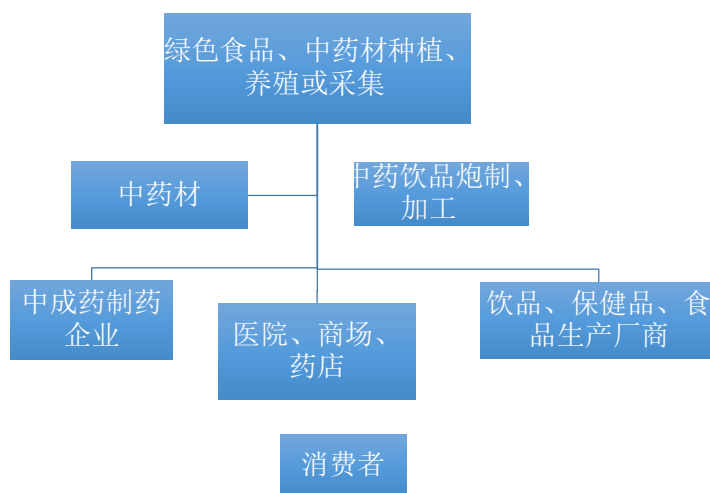 绿色食品、中药材种植、
养殖或采集
中药材
中药饮品炮制、
加工
中成药制药
企业
医院、商场、
药店
饮品、保健品、食
品生产厂商
消费者